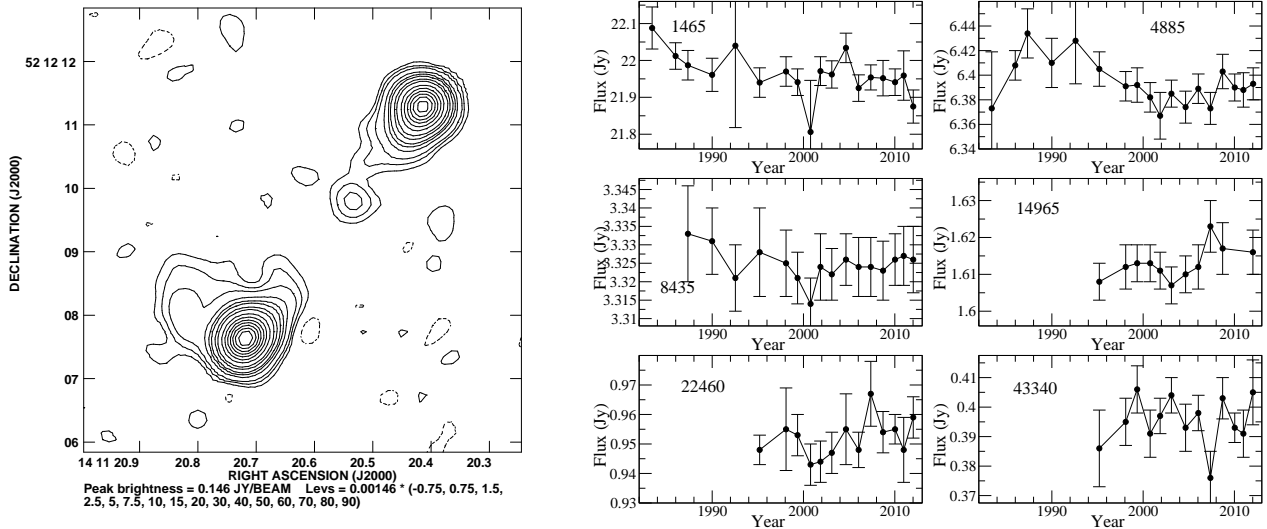 DECLINATION (J2000)
52 12 12
11
10
09
08
07
06
14 11 20.9 20.8 20.7 20.6 20.5 20.4 20.3
RIGHT ASCENSION (J2000)
Peak brightness = 0.146 JY/BEAM Levs = 0.00146 * (-0.75, 0.75, 1.5,
2.5, 5, 7.5, 10, 15, 20, 30, 40, 50, 60, 70, 80, 90)
1465
Flux (Jy)
22.1
22
21.9
21.8
1990 2000 2010
Year
4885
Flux (Jy)
6.44
6.42
6.4
6.38
6.36
6.34
1990 2000 2010
Year
8435
Flux (Jy)
3.345
3.34
3.335
3.33
3.325
3.32
3.315
3.31
1990 2000 2010
Year
14965
Flux (Jy)
1.63
1.62
1.61
1.6
1990 2000 2010
Year
22460
Flux (Jy)
0.97
0.96
0.95
0.94
0.93
1990 2000 2010
Year
43340
Flux (Jy)
0.41
0.4
0.39
0.38
0.37
1990 2000 2010
Year